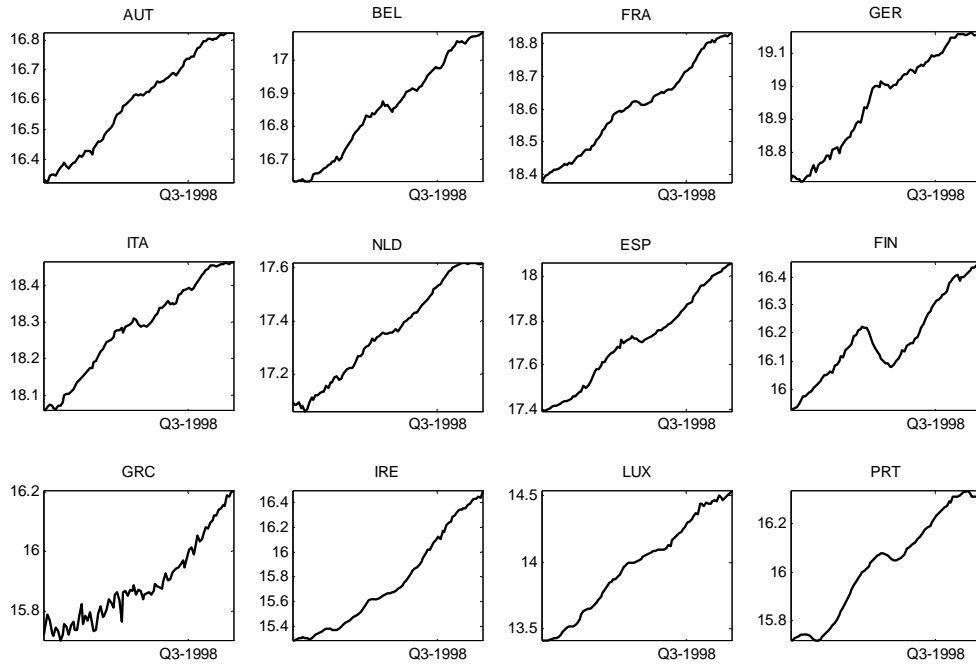 AUT
BEL
FRA
GER
16.8
16.7
16.6
16.5
16.4
17
16.9
16.8
16.7
18.8
18.7
18.6
18.5
18.4
19.1
19
18.9
18.8
Q3-1998
Q3-1998
Q3-1998
Q3-1998
ITA
NLD
ESP
FIN
18.4
18.3
18.2
18.1
17.6
17.4
17.2
18
17.8
17.6
17.4
16.4
16.3
16.2
16.1
16
Q3-1998
Q3-1998
Q3-1998
Q3-1998
GRC
IRE
LUX
PRT
16.2
16
15.8
16.4
16.2
16
15.8
15.6
15.4
14.5
14
13.5
16.2
16
15.8
Q3-1998
Q3-1998
Q3-1998
Q3-1998